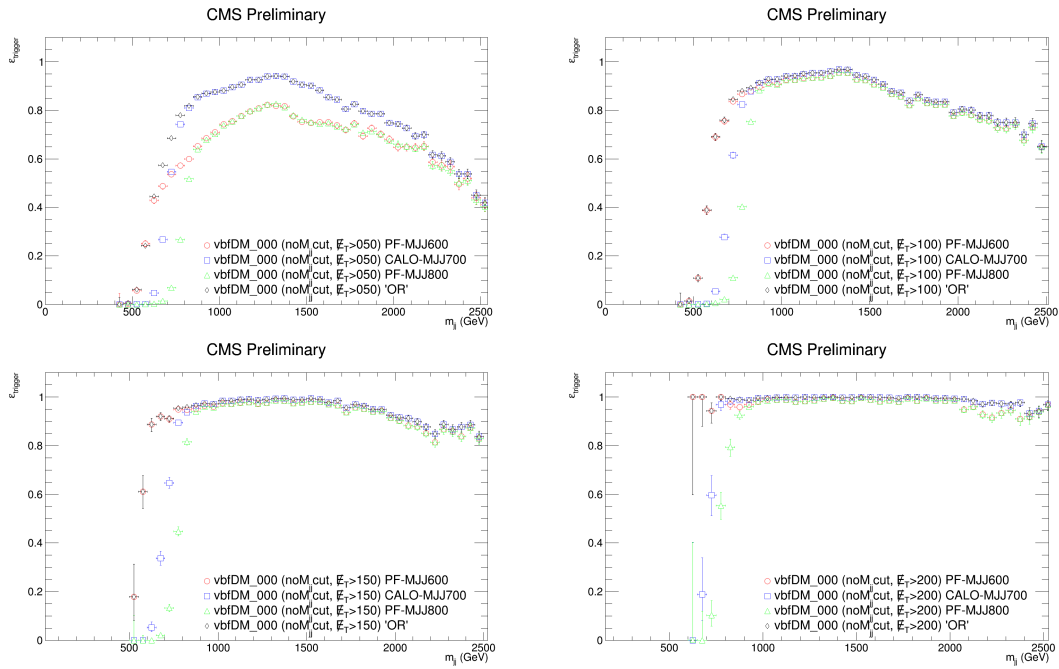 CMS Preliminary
ε_trigger
1
0.8
0.6
0.4
0.2
0
vbfDM_000 (noM_jj cut, E̸_T>050) PF-MJJ600
vbfDM_000 (noM_jj cut, E̸_T>050) CALO-MJJ700
vbfDM_000 (noM_jj cut, E̸_T>050) PF-MJJ800
vbfDM_000 (noM_jj cut, E̸_T>050) 'OR'
0 500 1000 1500 2000 2500
m_jj (GeV)
CMS Preliminary
ε_trigger
1
0.8
0.6
0.4
0.2
0
vbfDM_000 (noM_jj cut, E̸_T>100) PF-MJJ600
vbfDM_000 (noM_jj cut, E̸_T>100) CALO-MJJ700
vbfDM_000 (noM_jj cut, E̸_T>100) PF-MJJ800
vbfDM_000 (noM_jj cut, E̸_T>100) 'OR'
500 1000 1500 2000 2500
m_jj (GeV)
CMS Preliminary
ε_trigger
1
0.8
0.6
0.4
0.2
0
vbfDM_000 (noM_jj cut, E̸_T>150) PF-MJJ600
vbfDM_000 (noM_jj cut, E̸_T>150) CALO-MJJ700
vbfDM_000 (noM_jj cut, E̸_T>150) PF-MJJ800
vbfDM_000 (noM_jj cut, E̸_T>150) 'OR'
0 500 1000 1500 2000 2500
m_jj (GeV)
CMS Preliminary
ε_trigger
1
0.8
0.6
0.4
0.2
0
vbfDM_000 (noM_jj cut, E̸_T>200) PF-MJJ600
vbfDM_000 (noM_jj cut, E̸_T>200) CALO-MJJ700
vbfDM_000 (noM_jj cut, E̸_T>200) PF-MJJ800
vbfDM_000 (noM_jj cut, E̸_T>200) 'OR'
500 1000 1500 2000 2500
m_jj (GeV)